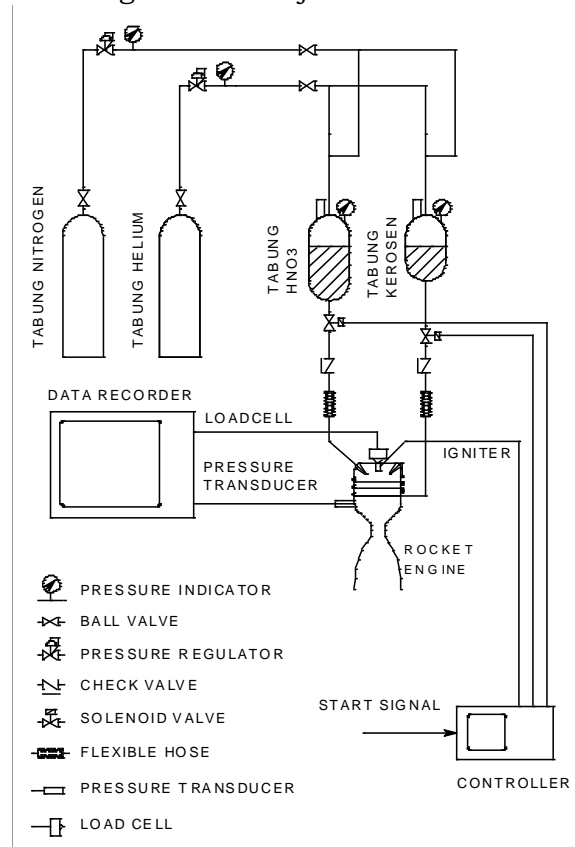 TABUNG NITROGEN
TABUNG HELIUM
TABUNG
HNO3
TABUNG
KEROSEN
DATA RECORDER
LOADCELL
IGNITER
PRESSURE
TRANSDUCER
ROCKET
ENGINE
PRESSURE INDICATOR
BALL VALVE
PRESSURE REGULATOR
CHECK VALVE
SOLENOID VALVE
FLEXIBLE HOSE
PRESSURE TRANSDUCER
LOAD CELL
START SIGNAL
CONTROLLER